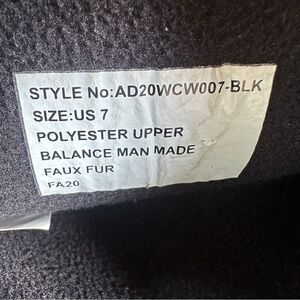 STYLE No:AD20WCW007-BLK
SIZE:US 7
POLYESTER UPPER
BALANCE MAN MADE
FAUX FUR
FA20